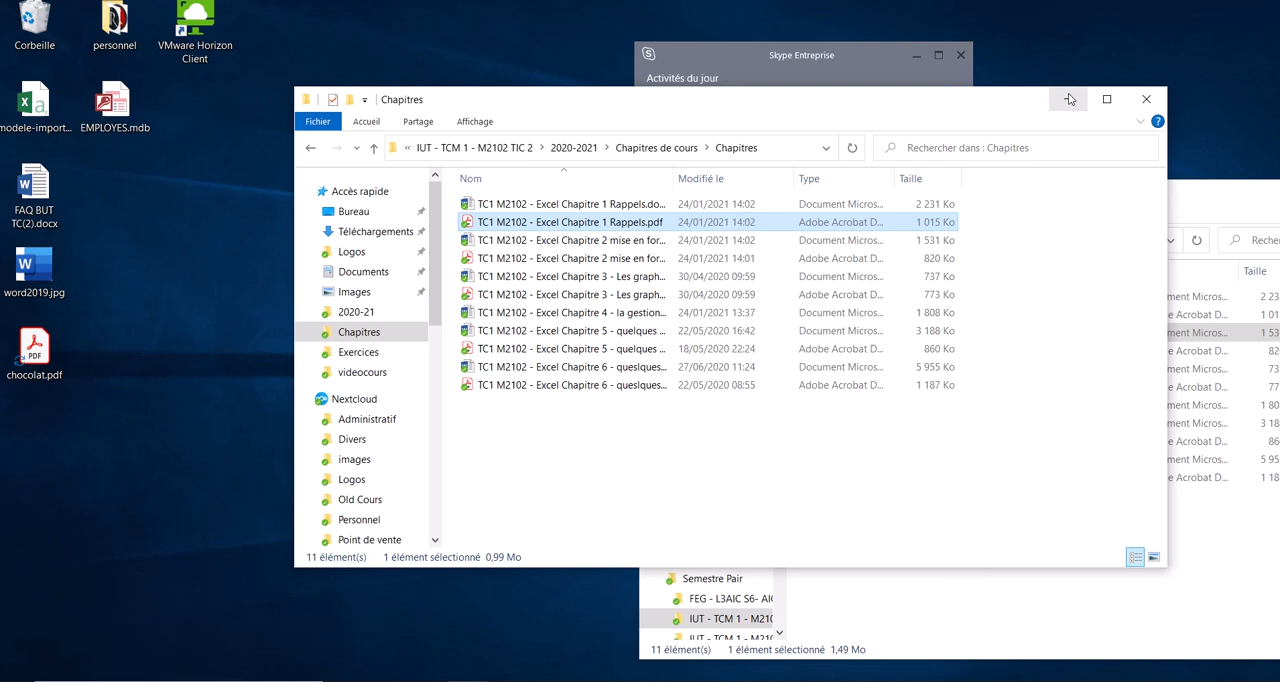 Corbeille
personnel
VMware Horizon Client
modele-import...
EMPLOYES.mdb
FAQ BUT TC(2).docx
word2019.jpg
PDF
chocolat.pdf
Skype Entreprise
Activités du jour
Chapitres
Fichier Accueil Partage Affichage
« IUT - TCM 1 - M2102 TIC 2 > 2020-2021 > Chapitres de cours > Chapitres
Rechercher dans : Chapitres
Accès rapide
Bureau
Téléchargements
Logos
Documents
Images
2020-21
Chapitres
Exercices
videocours
Nextcloud
Administratif
Divers
images
Logos
Old Cours
Personnel
Point de vente
Nom Modifié le Type Taille
TC1 M2102 - Excel Chapitre 1 Rappels.do... 24/01/2021 14:02 Document Micros... 2 231 Ko
TC1 M2102 - Excel Chapitre 1 Rappels.pdf 24/01/2021 14:02 Adobe Acrobat D... 1 015 Ko
TC1 M2102 - Excel Chapitre 2 mise en for... 24/01/2021 14:02 Document Micros... 1 531 Ko
TC1 M2102 - Excel Chapitre 2 mise en for... 24/01/2021 14:01 Adobe Acrobat D... 820 Ko
TC1 M2102 - Excel Chapitre 3 - Les graph... 30/04/2020 09:59 Document Micros... 737 Ko
TC1 M2102 - Excel Chapitre 3 - Les graph... 30/04/2020 09:59 Adobe Acrobat D... 773 Ko
TC1 M2102 - Excel Chapitre 4 - la gestion... 24/01/2021 13:37 Document Micros... 1 808 Ko
TC1 M2102 - Excel Chapitre 5 - quelques ... 22/05/2020 16:42 Document Micros... 3 188 Ko
TC1 M2102 - Excel Chapitre 5 - quelques ... 18/05/2020 22:24 Adobe Acrobat D... 860 Ko
TC1 M2102 - Excel Chapitre 6 - queslques... 27/06/2020 11:24 Document Micros... 5 955 Ko
TC1 M2102 - Excel Chapitre 6 - queslques... 22/05/2020 08:55 Adobe Acrobat D... 1 187 Ko
11 élément(s) 1 élément sélectionné 0,99 Mo
Recher
Taille
ment Micros... 2 23
e Acrobat D... 1 01
ment Micros... 1 53
e Acrobat D... 82
ment Micros... 73
e Acrobat D... 77
ment Micros... 1 80
ment Micros... 3 18
e Acrobat D... 86
ment Micros... 5 95
e Acrobat D... 1 18
Semestre Pair
FEG - L3AIC S6- AIC
IUT - TCM 1 - M210
IUT - TCM 1 - M210
11 élément(s) 1 élément sélectionné 1,49 Mo